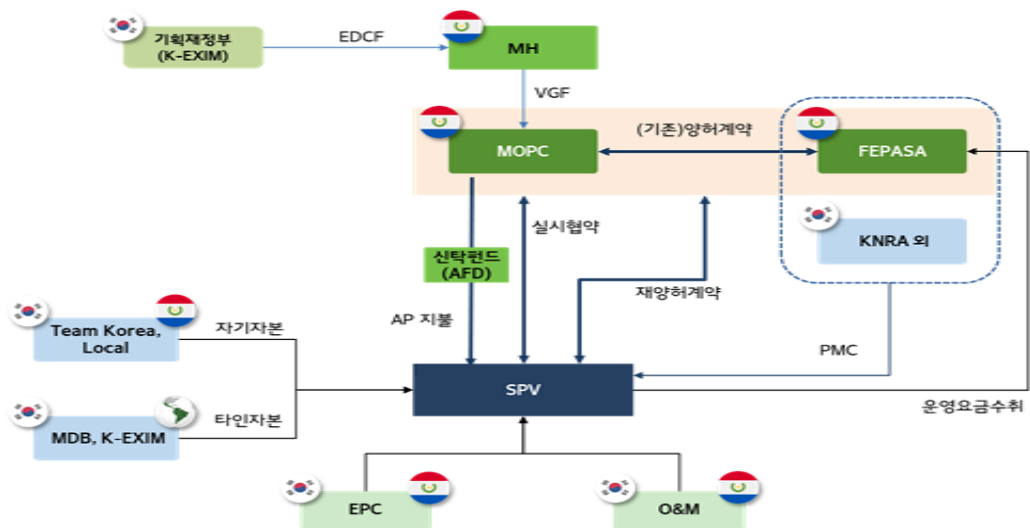 기획재정부
(K-EXIM)
EDCF
MH
VGF
MOPC
(기존)양허계약
FEPASA
KNRA 외
실시협약
신탁펀드
(AFD)
재양허계약
AP 지불
Team Korea,
Local
자기자본
PMC
SPV
운영요금수취
타인자본
MDB, K-EXIM
EPC
O&M